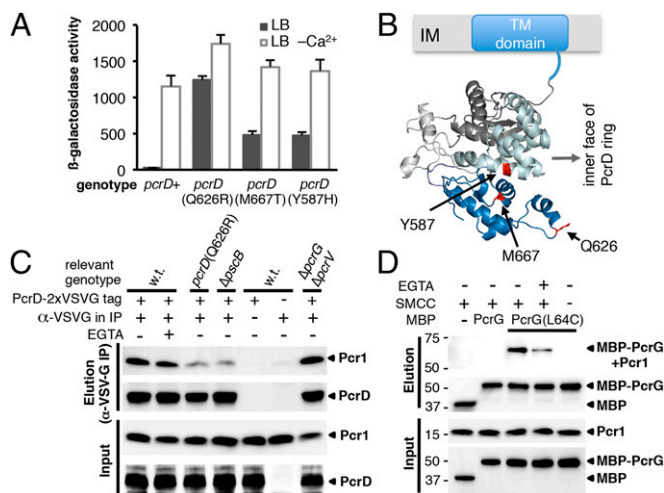 A
ß-galactosidase activity
2000
1500
1000
500
0
LB
LB –Ca²⁺
genotype
pcrD+
pcrD (Q626R)
pcrD (M667T)
pcrD (Y587H)
B
IM
TM domain
inner face of PcrD ring
Y587
M667
Q626
C
relevant genotype
w.t.
pcrD(Q626R)
ΔpscB
w.t.
ΔpcrG ΔpcrV
PcrD-2xVSVG tag + + + + + - +
α-VSVG in IP + + + + - + +
EGTA +
Elution (α-VSV-G IP)
Pcr1
PcrD
Input
Pcr1
PcrD
D
EGTA +
SMCC + + + + -
MBP - PcrG PcrG(L64C)
Elution
75
50
37
MBP-PcrG +Pcr1
MBP-PcrG
MBP
Input
15
50
37
Pcr1
MBP-PcrG
MBP